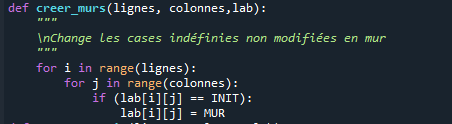 def creer_murs(lignes, colonnes,lab):
    """
    \nChange les cases indéfinies non modifiées en mur
    """
    for i in range(lignes):
        for j in range(colonnes):
            if (lab[i][j] == INIT):
                lab[i][j] = MUR